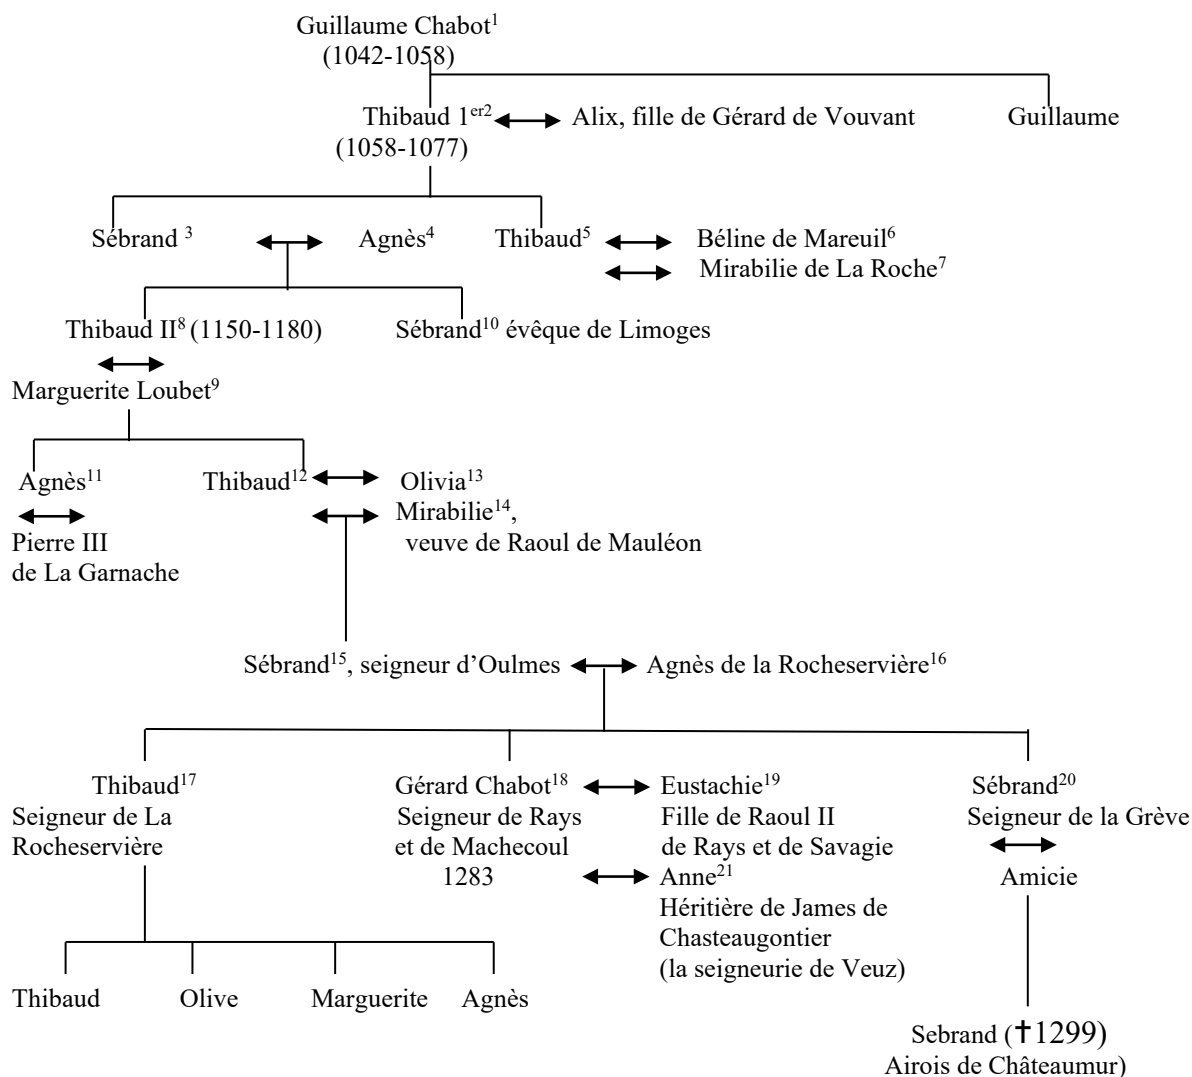 Guillaume Chabot1
(1042-1058)
Thibaud 1er2 Alix, fille de Gérard de Vouvant Guillaume
(1058-1077)
Sébrand 3 Agnès4 Thibaud5 Béline de Mareuil6
Mirabilie de La Roche7
Thibaud II8 (1150-1180) Sébrand10 évêque de Limoges
Marguerite Loubet9
Agnès11 Thibaud12 Olivia13
Mirabilie14,
Pierre III veuve de Raoul de Mauléon
de La Garnache
Sébrand15, seigneur d’Oulmes Agnès de la Rocheservière16
Thibaud17 Gérard Chabot18 Eustachie19 Sébrand20
Seigneur de La Seigneur de Rays Fille de Raoul II Seigneur de la Grève
Rocheservière et de Machecoul de Rays et de Savagie
1283 Anne21 Amicie
Héritière de James de
Chasteaugontier
(la seigneurie de Veuz)
Thibaud Olive Marguerite Agnès
Sebrand (✝1299)
Airois de Châteaumur)